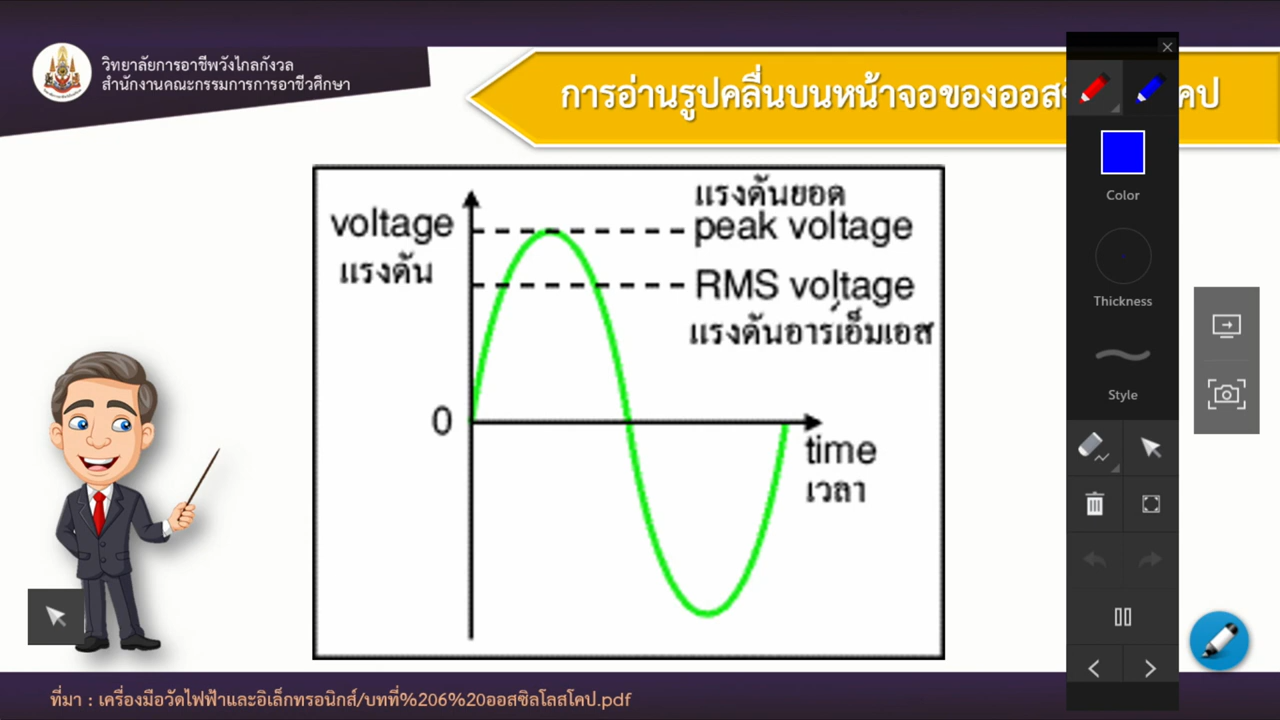 วิทยาลัยการอาชีพวังไกลกังวล
สำนักงานคณะกรรมการการอาชีวศึกษา
การอ่านรูปคลื่นบนหน้าจอของออส คป
แรงดันยอด
voltage
peak voltage
แรงดัน
RMS voltage
แรงดันอาร์เอ็มเอส
0
time
เวลา
Color
Thickness
Style
ที่มา : เครื่องมือวัดไฟฟ้าและอิเล็กทรอนิกส์/บทที่%206%20ออสซิลโลสโคป.pdf